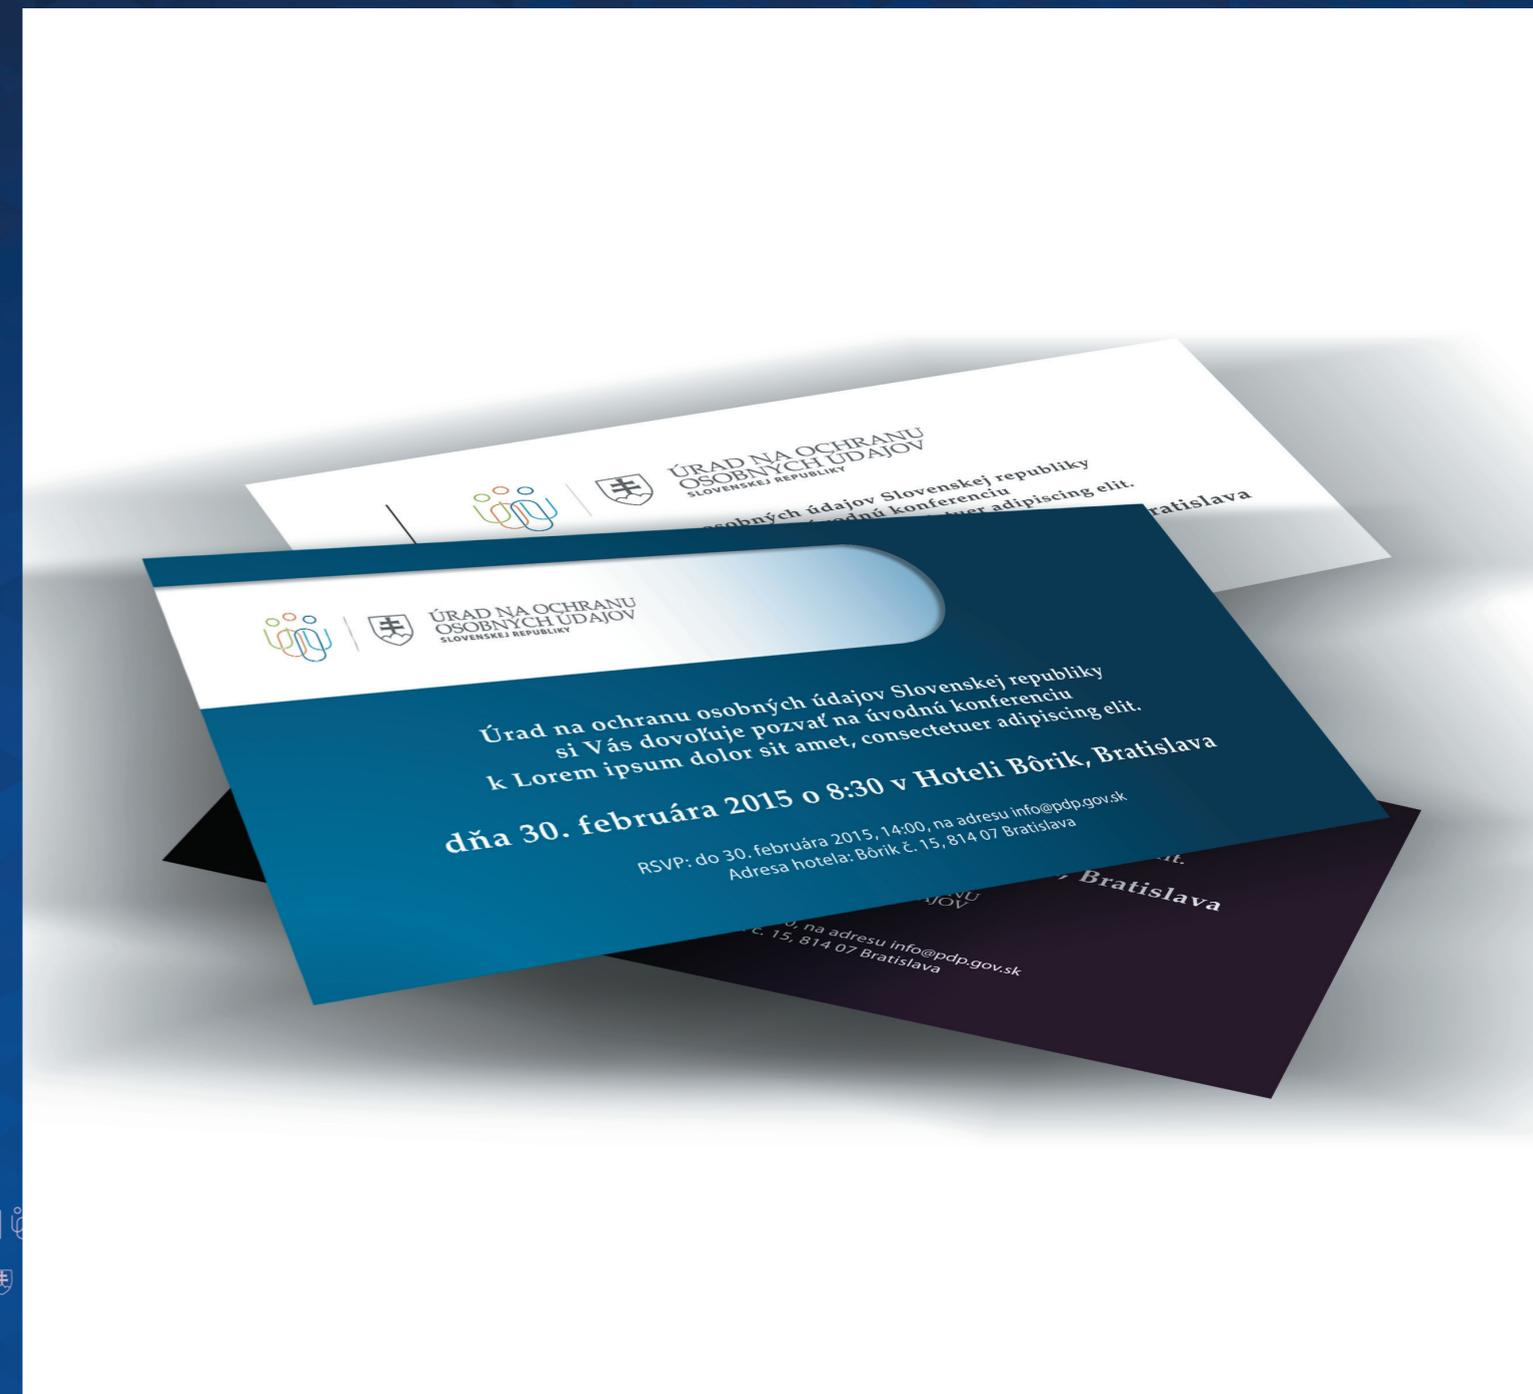 ÚRAD NA OCHRANU
OSOBNÝCH ÚDAJOV
SLOVENSKEJ REPUBLIKY
osobných údajov Slovenskej republiky
konferenciu
adipiscing elit.
ÚRAD NA OCHRANU
OSOBNÝCH ÚDAJOV
SLOVENSKEJ REPUBLIKY
Úrad na ochranu osobných údajov Slovenskej republiky
si Vás dovoľuje pozvať na úvodnú konferenciu
k Lorem ipsum dolor sit amet, consectetuer adipiscing elit.
dňa 30. februára 2015 o 8:30 v Hoteli Bôrik, Bratislava
RSVP: do 30. februára 2015, 14:00, na adresu info@pdp.gov.sk
Adresa hotela: Bôrik č. 15, 814 07 Bratislava
, Bratislava
, na adresu info@pdp.gov.sk
č. 15, 814 07 Bratislava